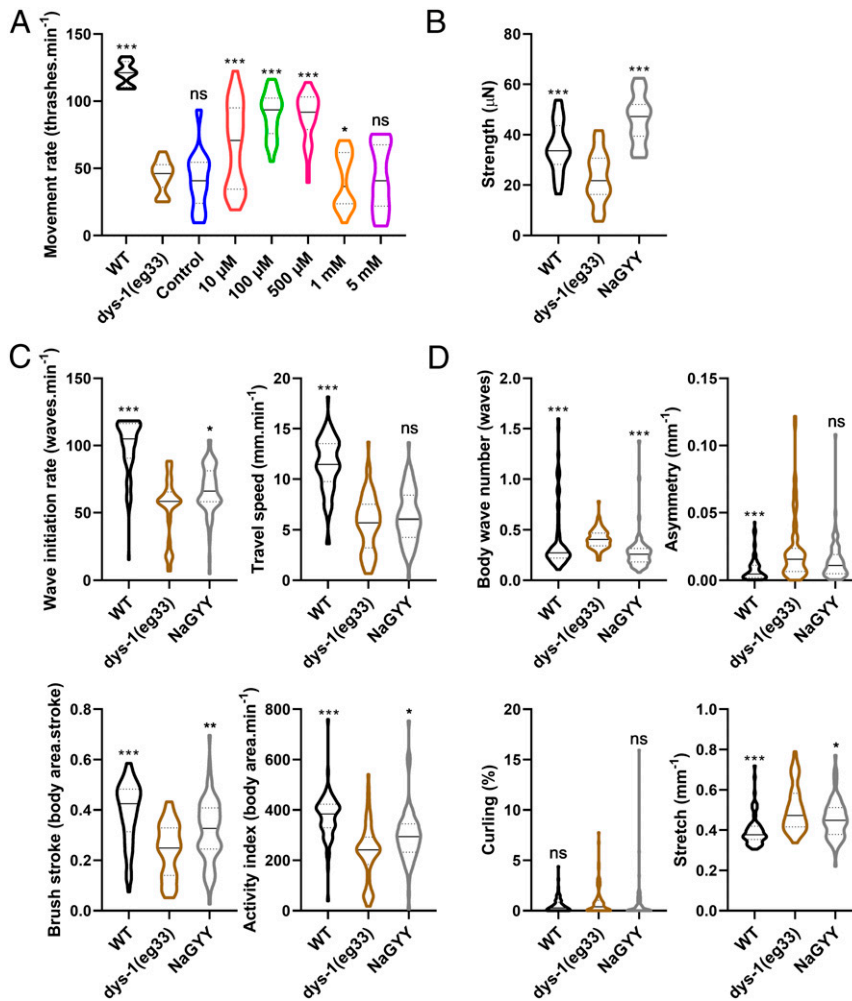 A
Movement rate (thrashes.min-1)
150
100
50
0
***
ns
***
***
***
*
ns
WT
dys-1(eg33)
Control
10 µM
100 µM
500 µM
1 mM
5 mM
B
Strength (µN)
80
60
40
20
0
***
***
WT
dys-1(eg33)
NaGYY
C
Wave initiation rate (waves.min-1)
150
100
50
0
***
*
WT
dys-1(eg33)
NaGYY
Travel speed (mm.min-1)
20
15
10
5
0
***
ns
WT
dys-1(eg33)
NaGYY
D
Body wave number (waves)
2.0
1.5
1.0
0.5
0.0
***
***
WT
dys-1(eg33)
NaGYY
Asymmetry (mm-1)
0.15
0.10
0.05
0.00
***
ns
WT
dys-1(eg33)
NaGYY
Brush stroke (body area.stroke)
0.8
0.6
0.4
0.2
0.0
***
**
WT
dys-1(eg33)
NaGYY
Activity index (body area.min-1)
800
600
400
200
0
***
*
WT
dys-1(eg33)
NaGYY
Curling (%)
20
15
10
5
0
ns
ns
WT
dys-1(eg33)
NaGYY
Stretch (mm-1)
1.0
0.8
0.6
0.4
0.2
0.0
***
*
WT
dys-1(eg33)
NaGYY